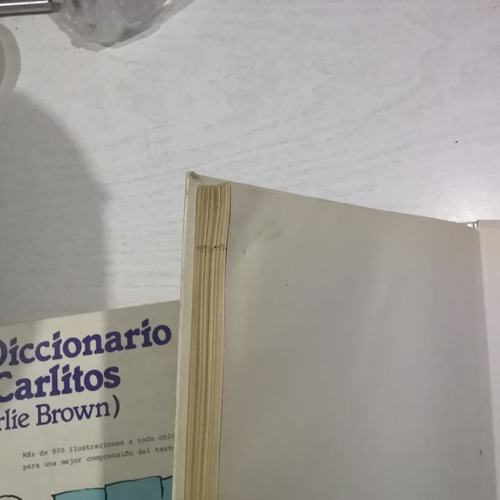 Diccionario
Carlitos
rlie Brown)
Más de 800 ilustraciones a todo colo
para una mejor comprensión del texto